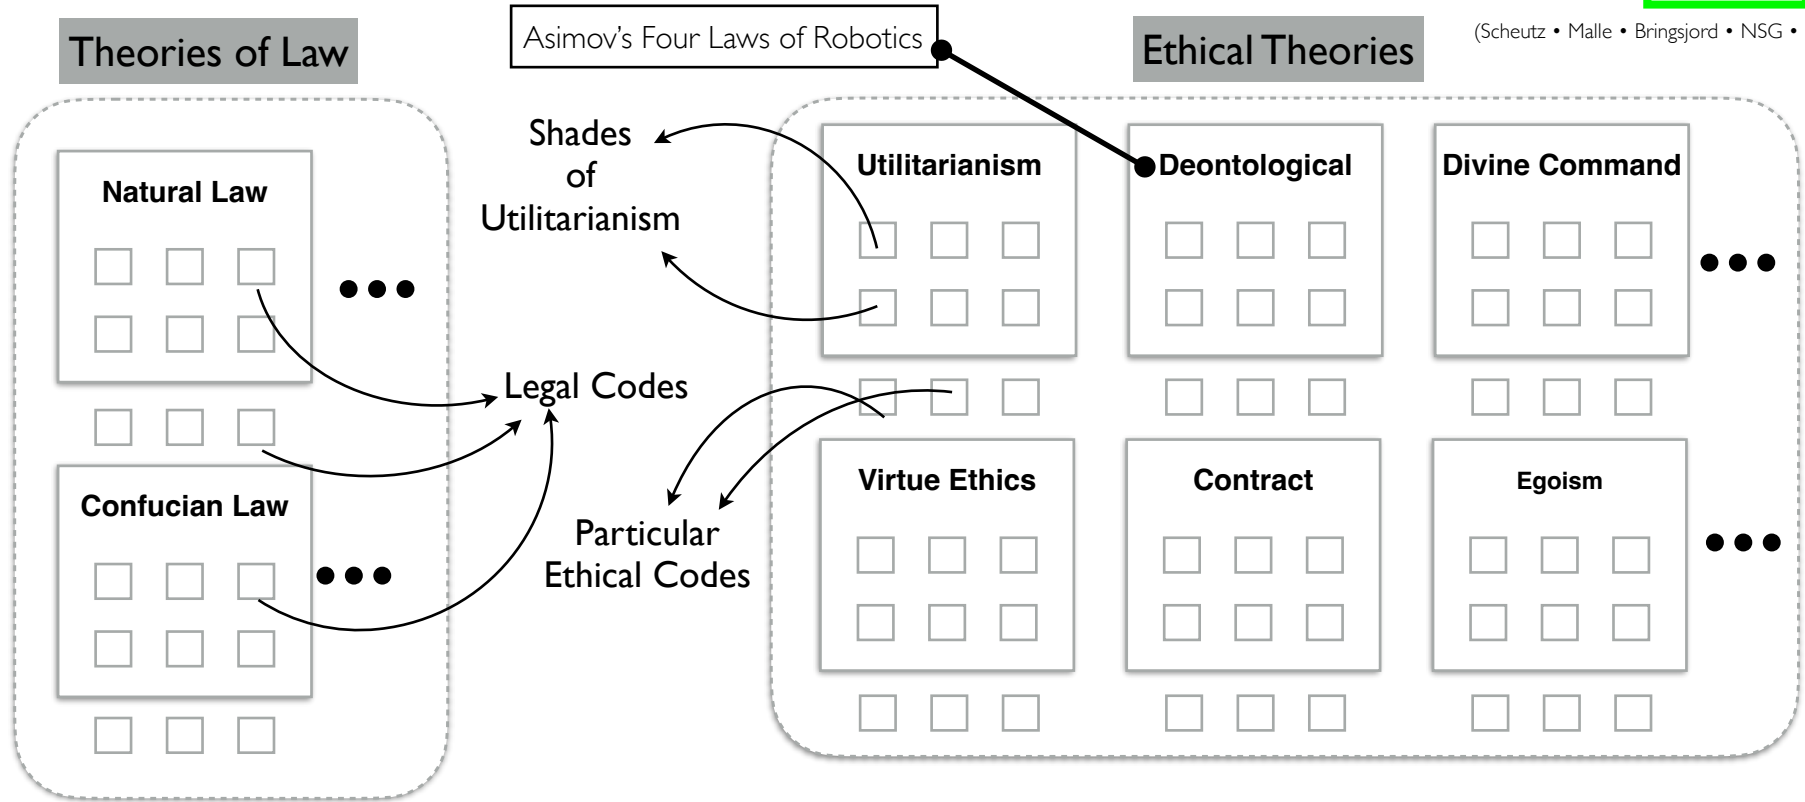 Theories of Law
Asimov's Four Laws of Robotics
Ethical Theories
(Scheutz • Malle • Bringsjord • NSG •
Natural Law
Shades
of
Utilitarianism
Utilitarianism
Deontological
Divine Command
Legal Codes
Confucian Law
Particular
Ethical Codes
Virtue Ethics
Contract
Egoism